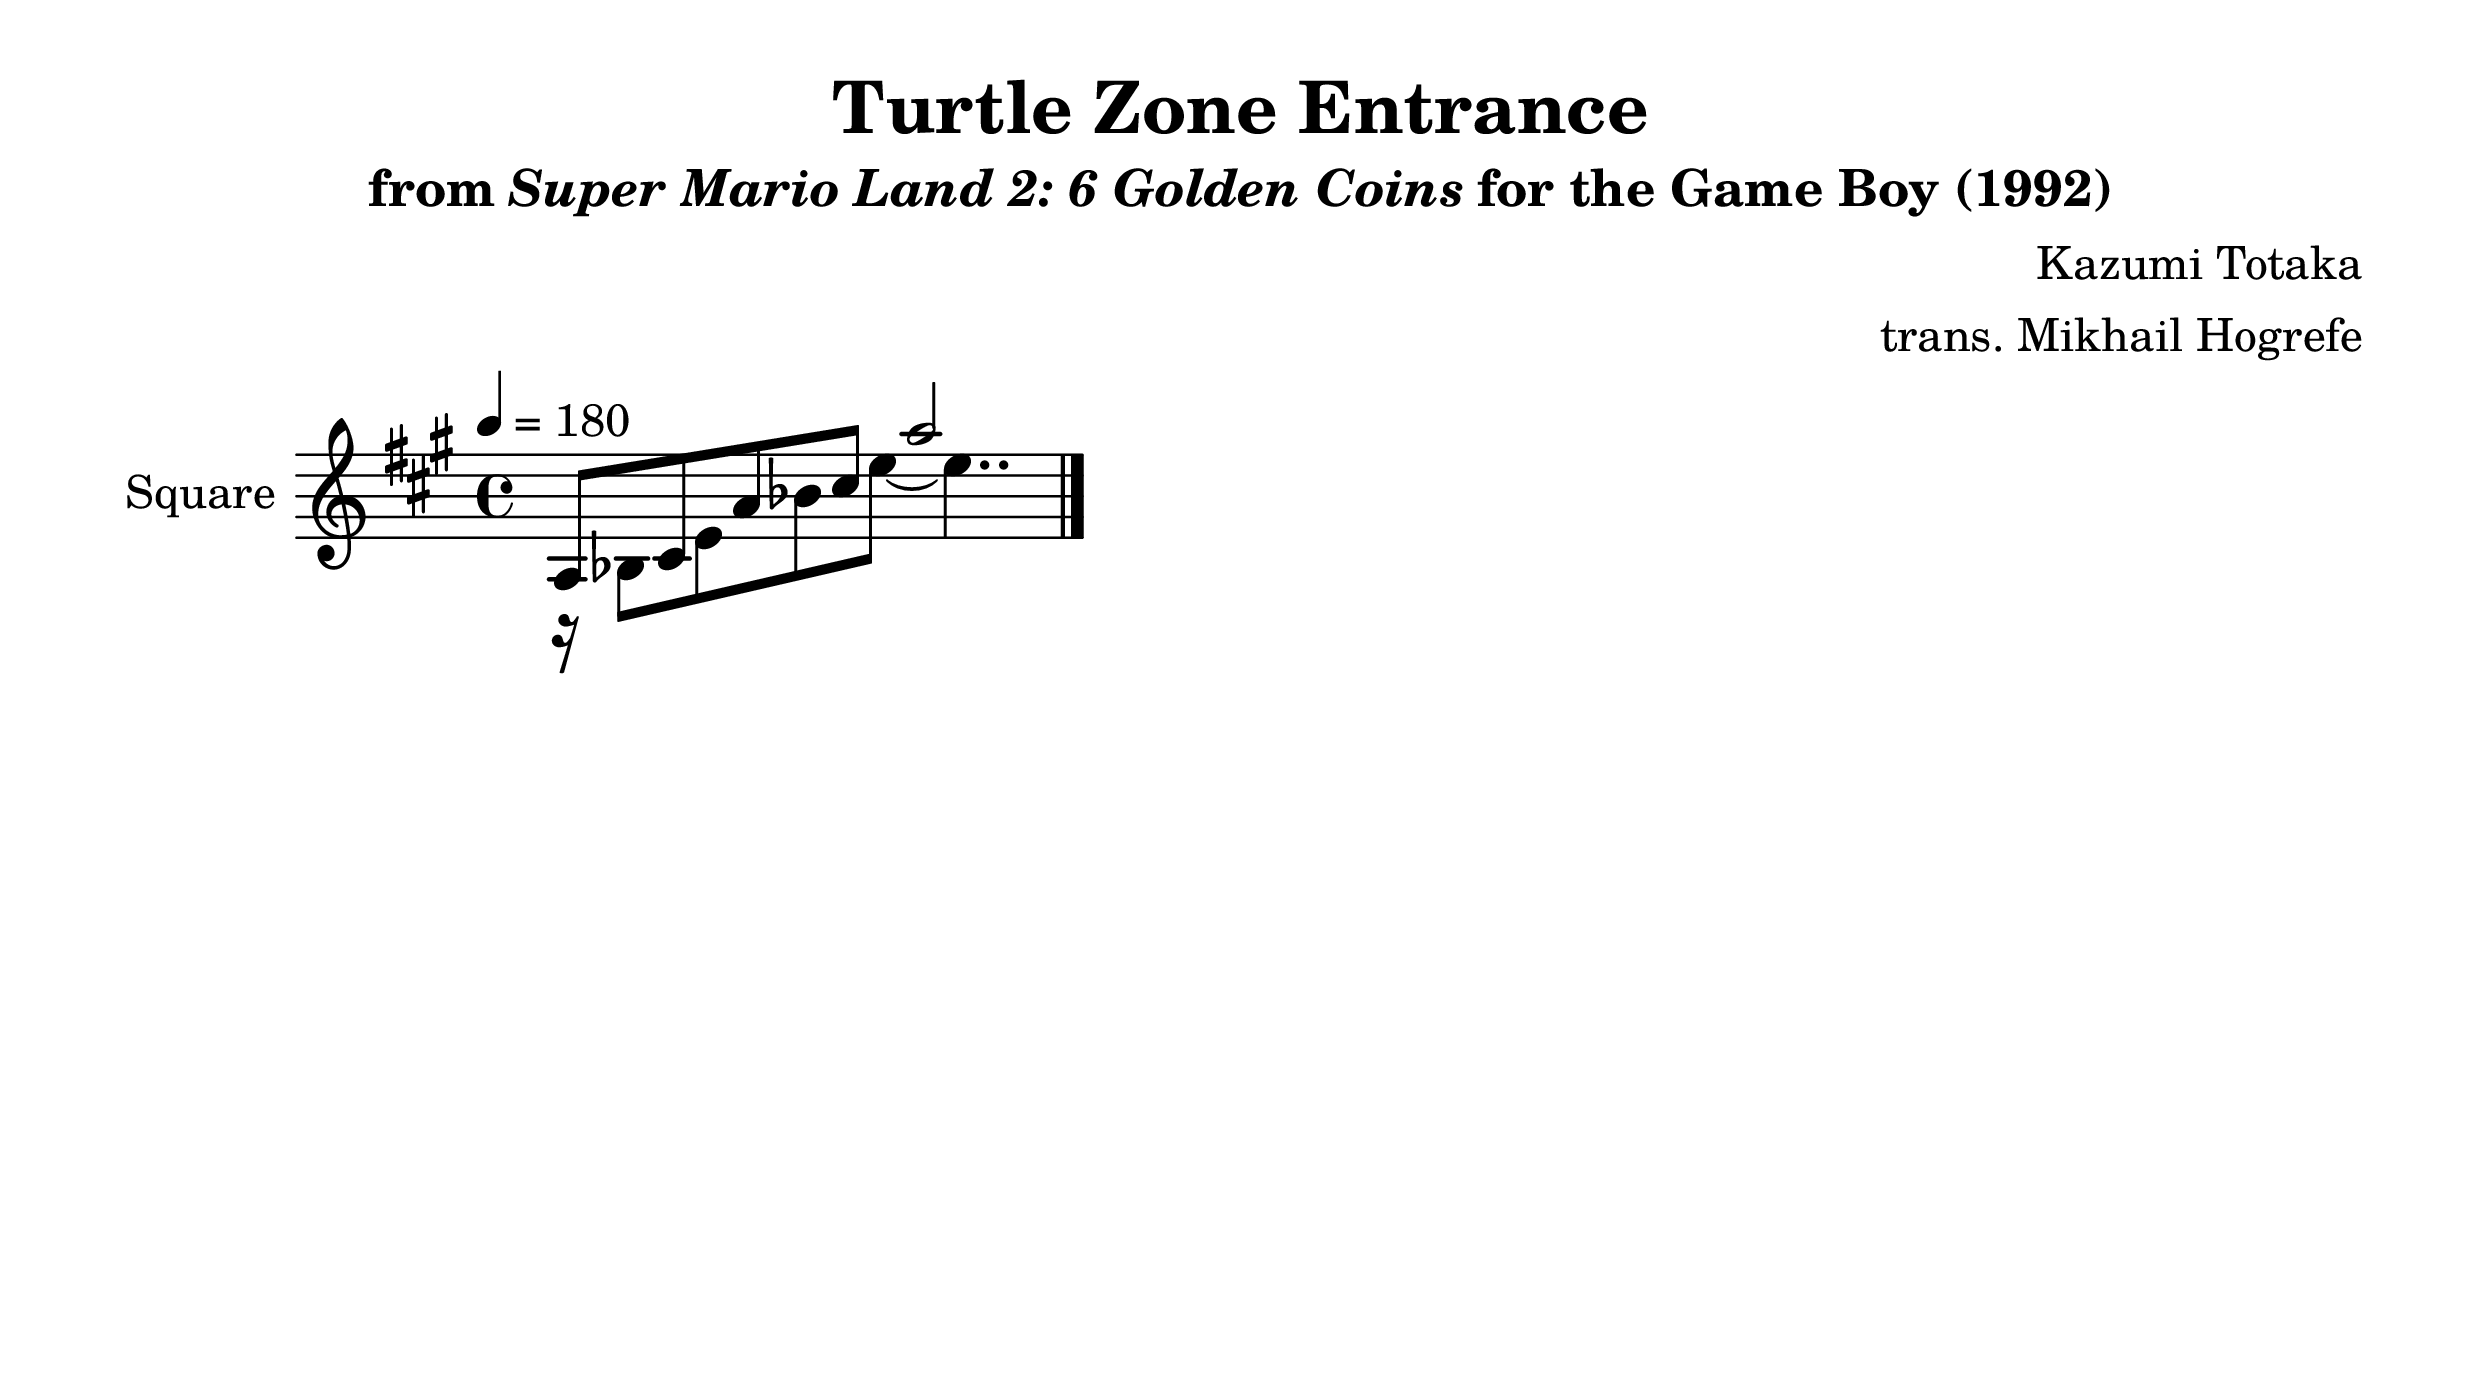 Turtle Zone Entrance
from Super Mario Land 2: 6 Golden Coins for the Game Boy (1992)
Kazumi Totaka
trans. Mikhail Hogrefe
= 180
Square